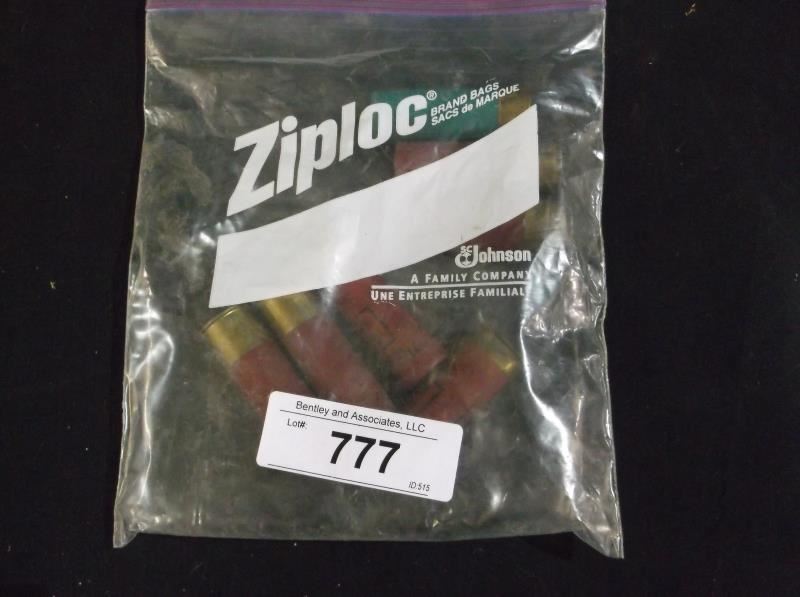 Ziploc®
BRAND BAGS
SACS de MARQUE
SC Johnson
A FAMILY COMPANY
UNE ENTREPRISE FAMILIALE
Bentley and Associates, LLC
Lot#:
777
ID:515